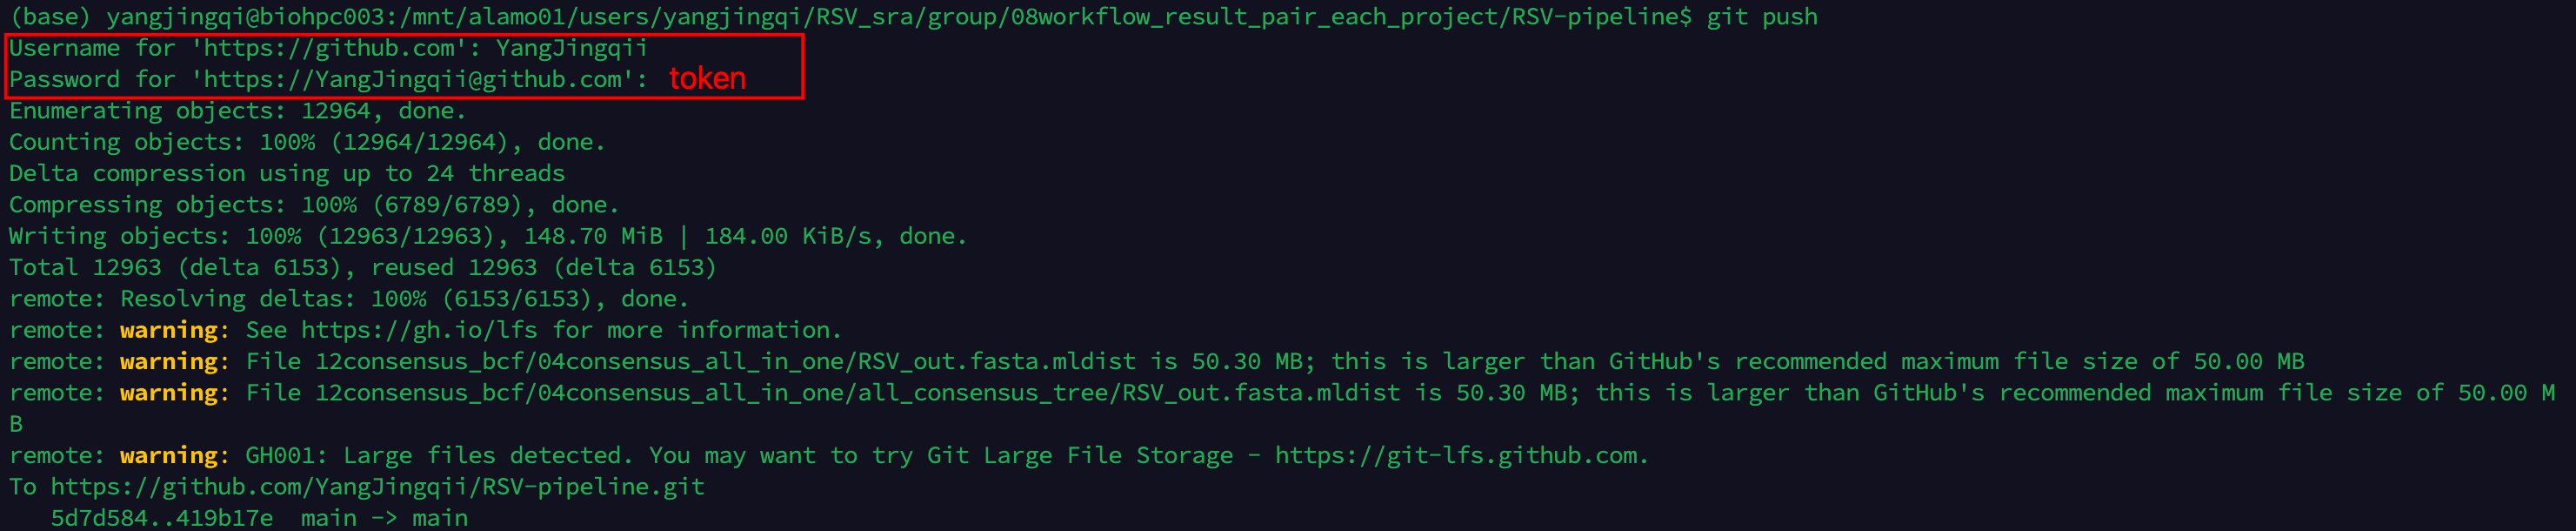 (base) yangjingqi@biohpc003:/mnt/alamo01/users/yangjingqi/RSV_sra/group/08workflow_result_pair_each_project/RSV-pipeline$ git push
Username for 'https://github.com': YangJingqii
Password for 'https://YangJingqii@github.com': token
Enumerating objects: 12964, done.
Counting objects: 100% (12964/12964), done.
Delta compression using up to 24 threads
Compressing objects: 100% (6789/6789), done.
Writing objects: 100% (12963/12963), 148.70 MiB | 184.00 KiB/s, done.
Total 12963 (delta 6153), reused 12963 (delta 6153)
remote: Resolving deltas: 100% (6153/6153), done.
remote: warning: See https://gh.io/lfs for more information.
remote: warning: File 12consensus_bcf/04consensus_all_in_one/RSV_out.fasta.mldist is 50.30 MB; this is larger than GitHub's recommended maximum file size of 50.00 MB
remote: warning: File 12consensus_bcf/04consensus_all_in_one/all_consensus_tree/RSV_out.fasta.mldist is 50.30 MB; this is larger than GitHub's recommended maximum file size of 50.00 M
B
remote: warning: GH001: Large files detected. You may want to try Git Large File Storage - https://git-lfs.github.com.
To https://github.com/YangJingqii/RSV-pipeline.git
5d7d584..419b17e  main -> main